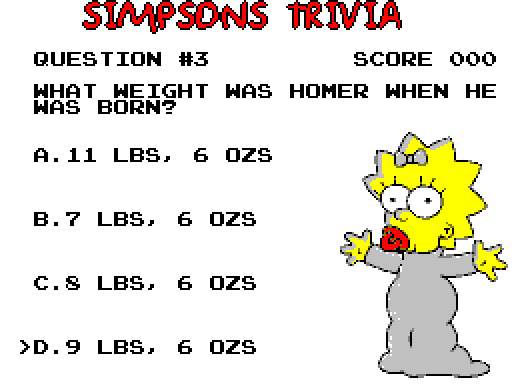 SIMPSONS TRIVIA
QUESTION #3 SCORE 000
WHAT WEIGHT WAS HOMER WHEN HE
WAS BORN?
A.11 LBS, 6 OZS
B.7 LBS, 6 OZS
C.8 LBS, 6 OZS
>D.9 LBS, 6 OZS